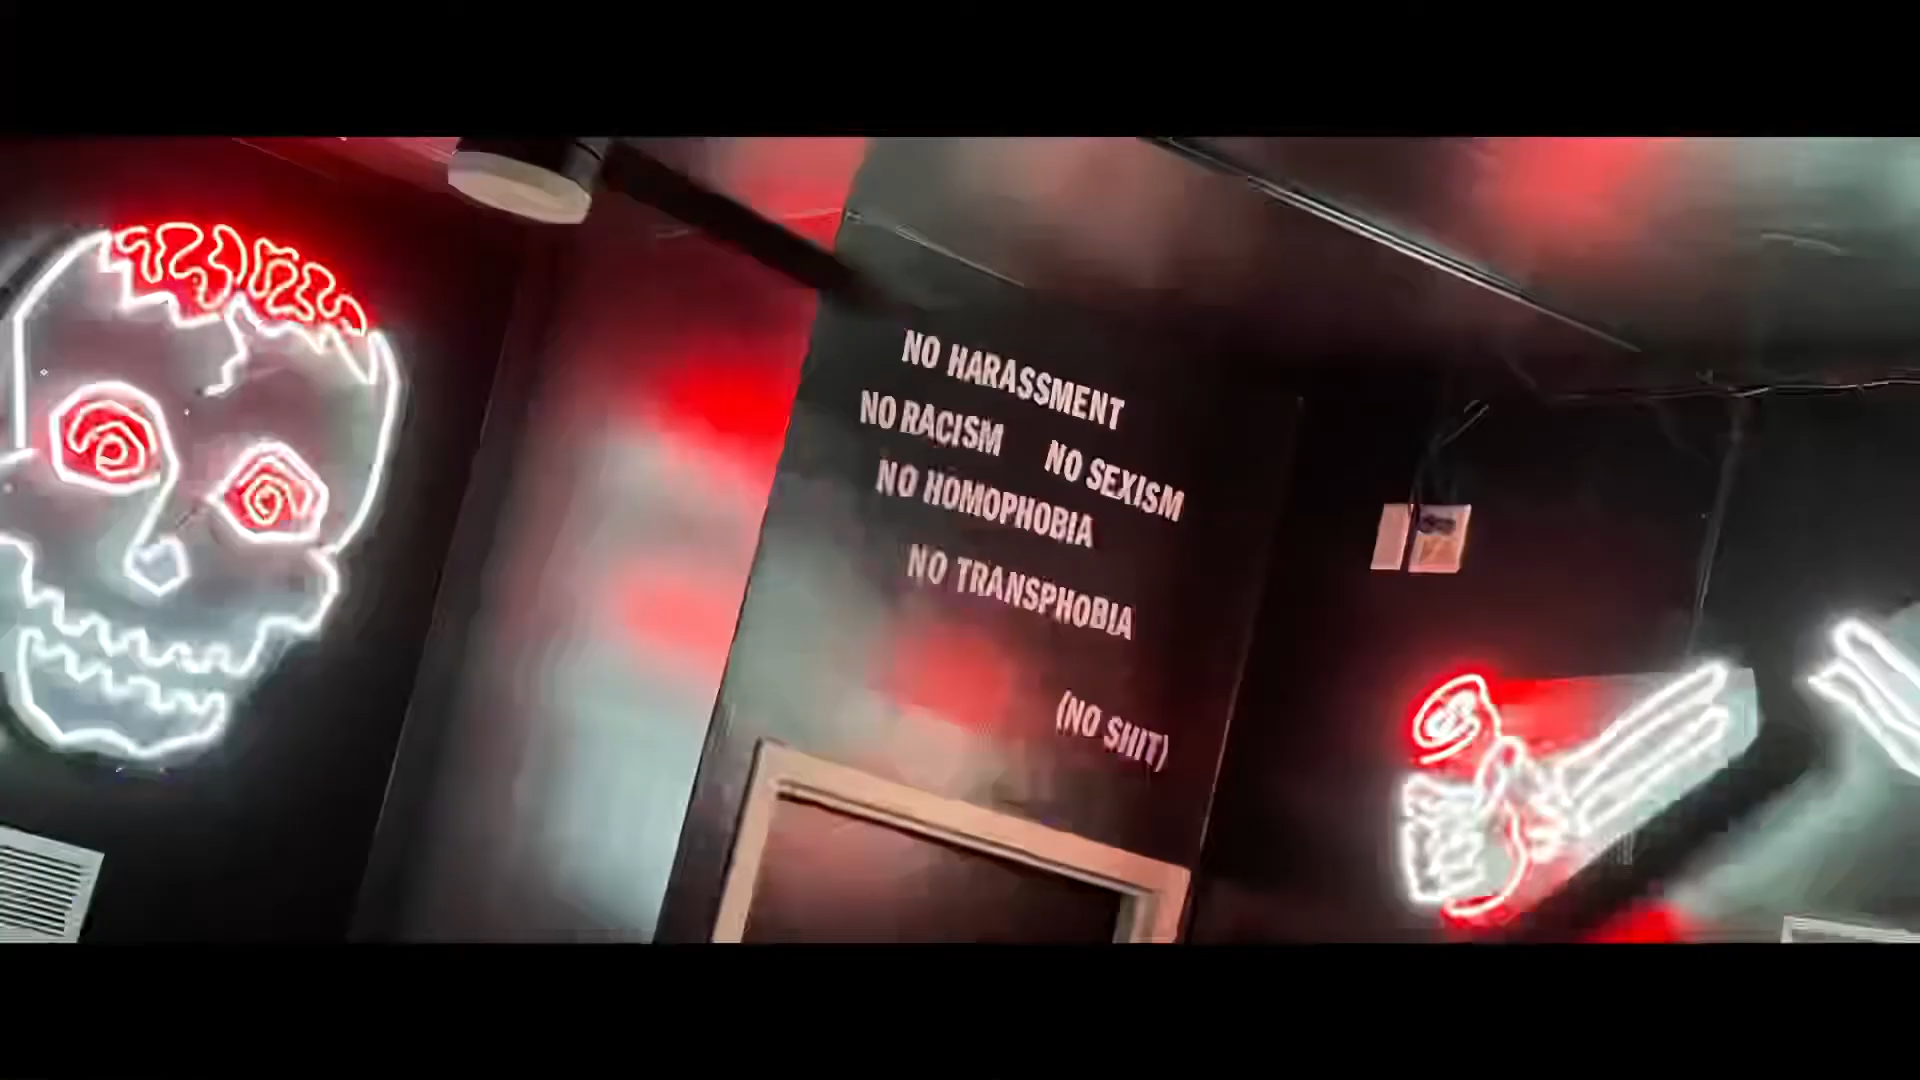 NO HARASSMENT
NO RACISM NO SEXISM
NO HOMOPHOBIA
NO TRANSPHOBIA
(NO SHIT)